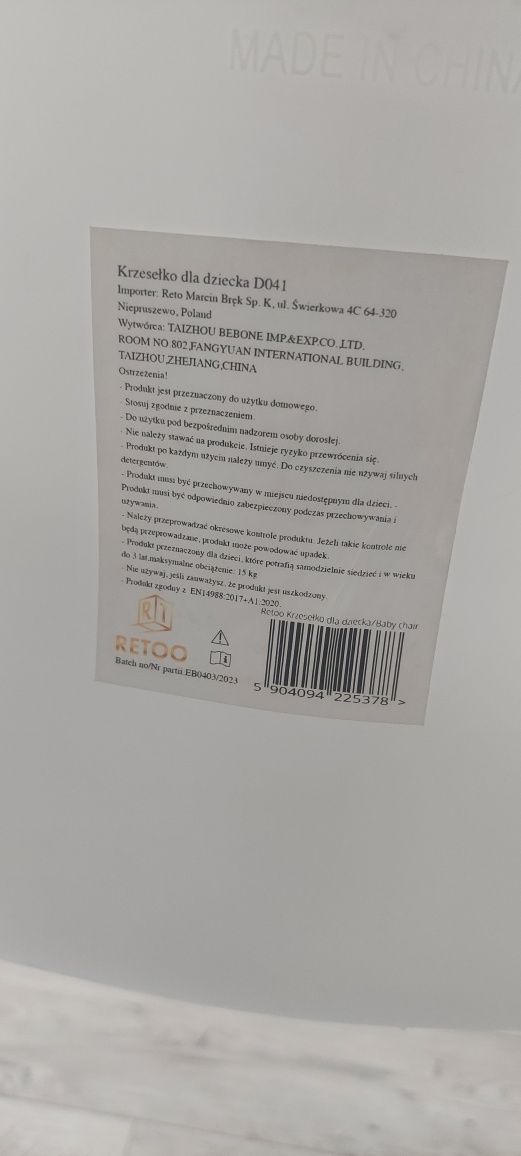 MADE IN CHINA
Krzesełko dla dziecka D041
Importer: Reto Marcin Bręk Sp. K, ul. Świerkowa 4C 64-320
Niepruszewo, Poland
Wytwórca: TAIZHOU BEBONE IMP.&EXP.CO.,LTD.
ROOM NO 802,FANGYUAN INTERNATIONAL BUILDING,
TAIZHOU,ZHEJIANG,CHINA
Ostrzeżenia!
- Produkt jest przeznaczony do użytku domowego.
- Stosuj zgodnie z przeznaczeniem.
- Do użytku pod bezpośrednim nadzorem osoby dorosłej.
- Nie należy stawać na produkcie. Istnieje ryzyko przewrócenia się.
- Produkt po każdym użyciu należy umyć. Do czyszczenia nie używaj silnych
detergentów.
- Produkt musi być przechowywany w miejscu niedostępnym dla dzieci. -
Produkt musi być odpowiednio zabezpieczony podczas przechowywania i
używania.
- Należy przeprowadzać okresowe kontrole produktu. Jeżeli takie kontrole nie
będą przeprowadzane, produkt może powodować upadek.
- Produkt przeznaczony dla dzieci, które potrafią samodzielnie siedzieć i w wieku
do 3 lat,maksymalne obciążenie: 15 kg
- Nie używaj, jeśli zauważysz, że produkt jest uszkodzony.
- Produkt zgodny z EN14988:2017+A1:2020.
Retoo Krzesełko dla dziecka/Baby chair
RETOO
Batch no/Nr partii:EB0403/2023
5 904094 225378 >